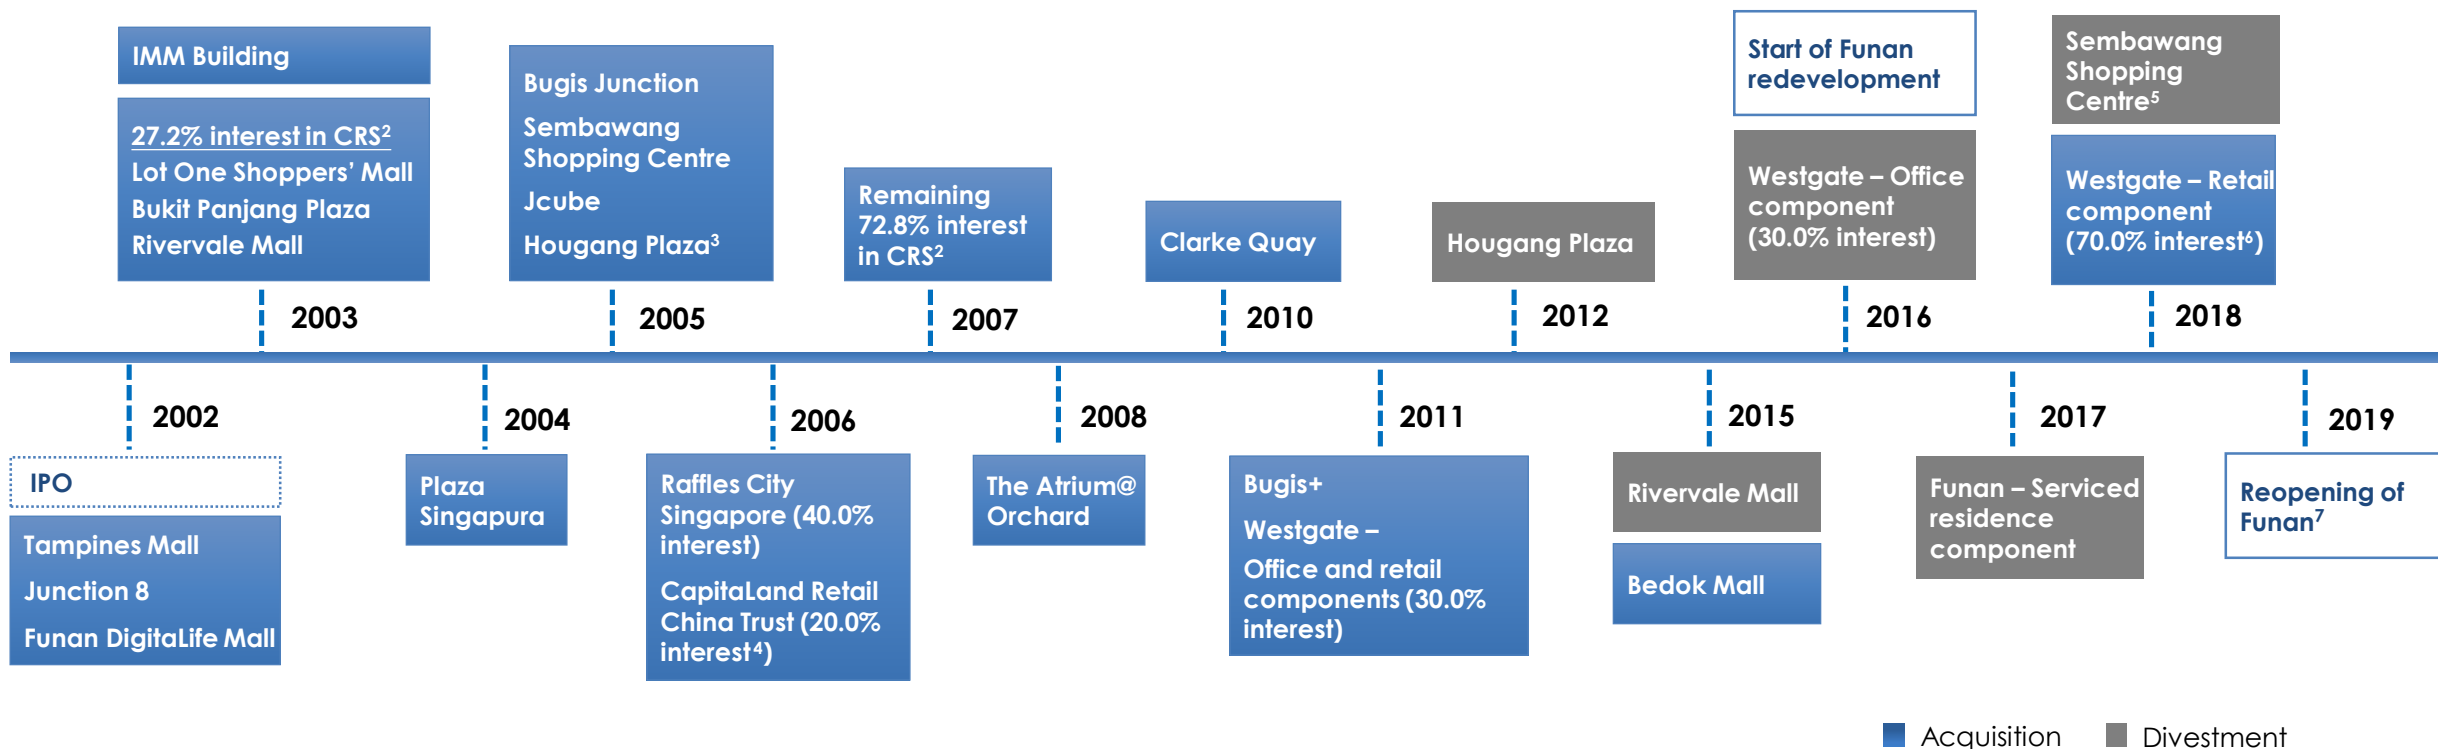 IMM Building
27.2% interest in CRS2
Lot One Shoppers’ Mall
Bukit Panjang Plaza
Rivervale Mall
2003
Bugis Junction
Sembawang
Shopping Centre
Jcube
Hougang Plaza3
2005
Remaining
72.8% interest
in CRS2
2007
Clarke Quay
2010
Hougang Plaza
2012
Start of Funan
redevelopment
Westgate – Office
component
(30.0% interest)
2016
Sembawang
Shopping
Centre5
Westgate – Retail
component
(70.0% interest6)
2018
2002
IPO
Tampines Mall
Junction 8
Funan DigitaLife Mall
2004
Plaza
Singapura
2006
Raffles City
Singapore (40.0%
interest)
CapitaLand Retail
China Trust (20.0%
interest4)
2008
The Atrium@
Orchard
2011
Bugis+
Westgate –
Office and retail
components (30.0%
interest)
2015
Rivervale Mall
Bedok Mall
2017
Funan – Serviced
residence
component
2019
Reopening of
Funan7
Acquisition
Divestment